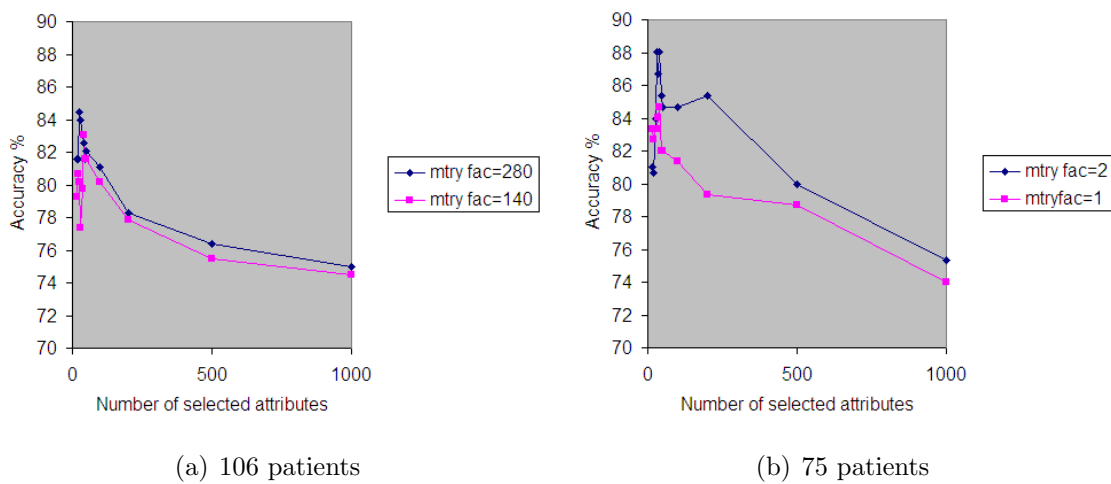 90
88
86
84
82
80
78
76
74
72
70
Accuracy %
0
500
1000
Number of selected attributes
mtry fac=280
mtry fac=140
(a) 106 patients
90
88
86
84
82
80
78
76
74
72
70
Accuracy %
0
500
1000
Number of selected attributes
mtry fac=2
mtryfac=1
(b) 75 patients